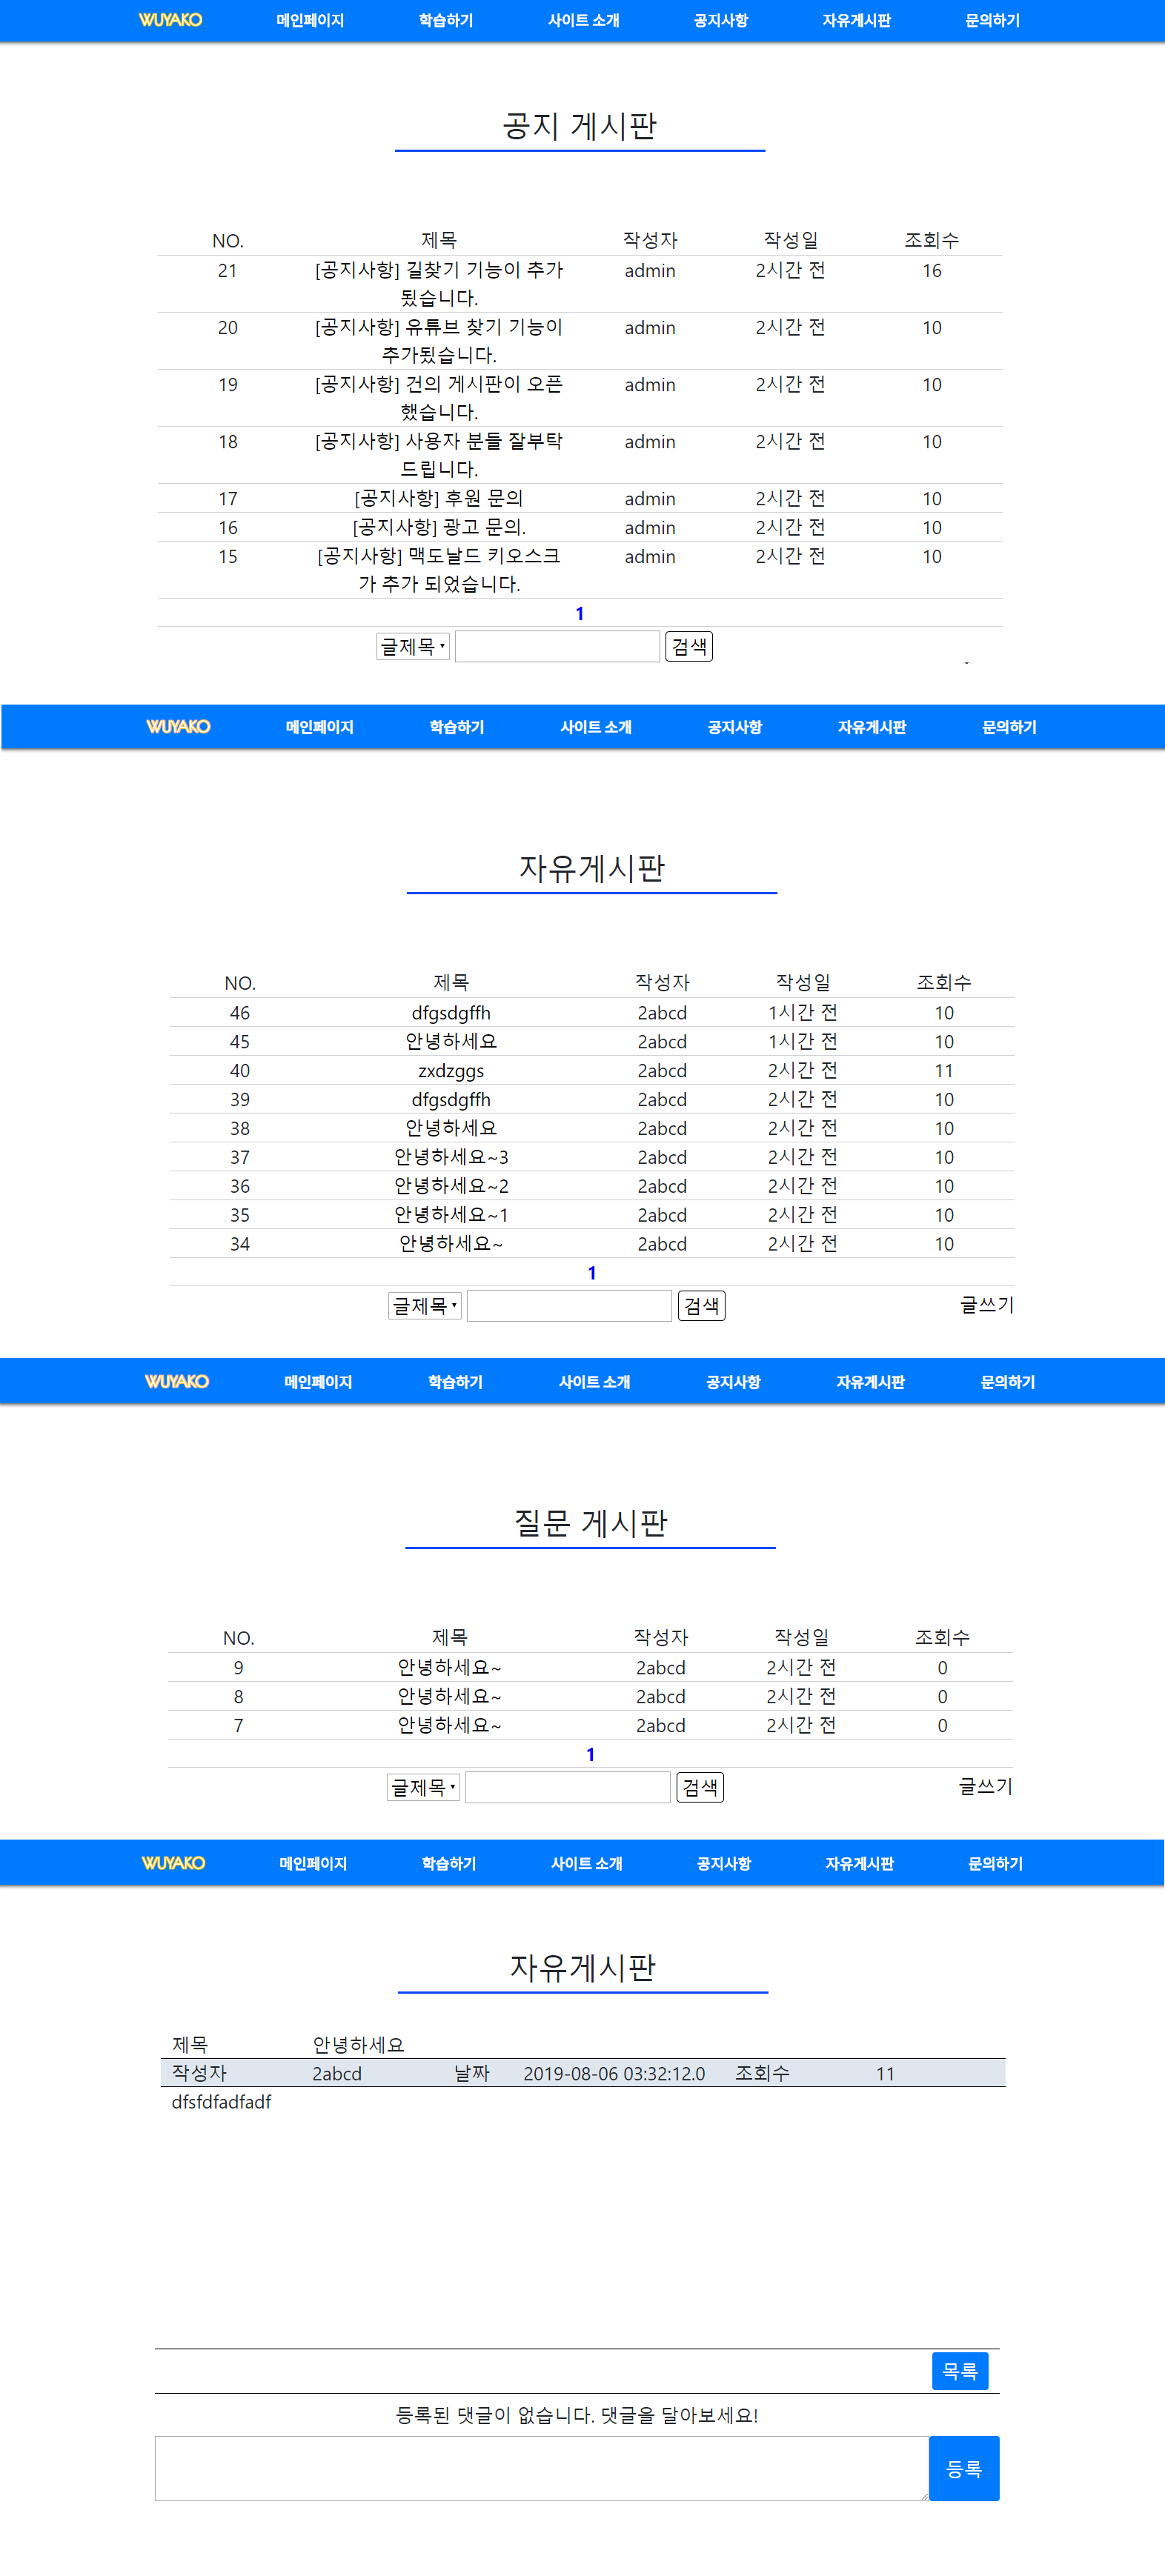 WUYAKO 메인페이지 학습하기 사이트 소개 공지사항 자유게시판 문의하기
공지 게시판
NO. 제목 작성자 작성일 조회수
21 [공지사항] 길찾기 기능이 추가 admin 2시간 전 16
됬습니다.
20 [공지사항] 유튜브 찾기 기능이 admin 2시간 전 10
추가됐습니다.
19 [공지사항] 건의 게시판이 오픈 admin 2시간 전 10
했습니다.
18 [공지사항] 사용자 분들 잘부탁 admin 2시간 전 10
드립니다.
17 [공지사항] 후원 문의 admin 2시간 전 10
16 [공지사항] 광고 문의. admin 2시간 전 10
15 [공지사항] 맥도날드 키오스크 admin 2시간 전 10
가 추가 되었습니다.
1
글제목 검색
WUYAKO 메인페이지 학습하기 사이트 소개 공지사항 자유게시판 문의하기
자유게시판
NO. 제목 작성자 작성일 조회수
46 dfgsdgffh 2abcd 1시간 전 10
45 안녕하세요 2abcd 1시간 전 10
40 zxdzggs 2abcd 2시간 전 11
39 dfgsdgffh 2abcd 2시간 전 10
38 안녕하세요 2abcd 2시간 전 10
37 안녕하세요~3 2abcd 2시간 전 10
36 안녕하세요~2 2abcd 2시간 전 10
35 안녕하세요~1 2abcd 2시간 전 10
34 안녕하세요~ 2abcd 2시간 전 10
1
글제목 검색 글쓰기
WUYAKO 메인페이지 학습하기 사이트 소개 공지사항 자유게시판 문의하기
질문 게시판
NO. 제목 작성자 작성일 조회수
9 안녕하세요~ 2abcd 2시간 전 0
8 안녕하세요~ 2abcd 2시간 전 0
7 안녕하세요~ 2abcd 2시간 전 0
1
글제목 검색 글쓰기
WUYAKO 메인페이지 학습하기 사이트 소개 공지사항 자유게시판 문의하기
자유게시판
제목 안녕하세요
작성자 2abcd 날짜 2019-08-06 03:32:12.0 조회수 11
dfsfdfadfadf
목록
등록된 댓글이 없습니다. 댓글을 달아보세요!
등록